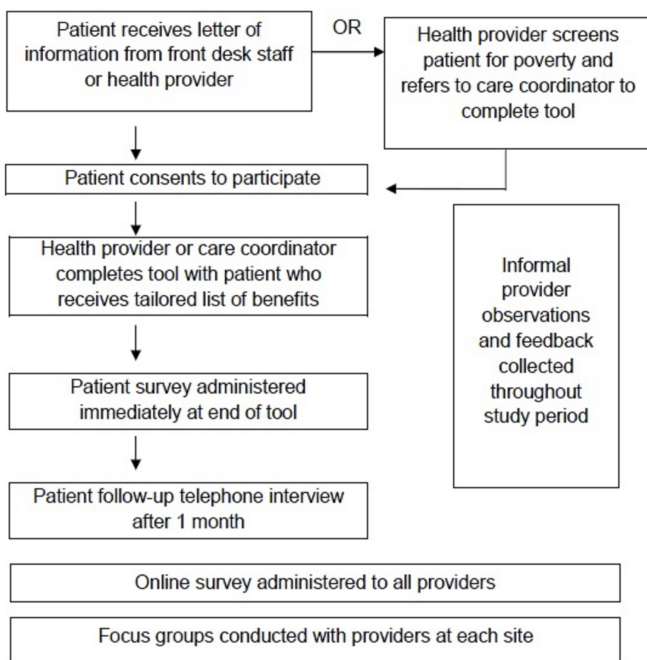 Patient receives letter of
information from front desk staff
or health provider
OR
Health provider screens
patient for poverty and
refers to care coordinator to
complete tool
Patient consents to participate
Health provider or care coordinator
completes tool with patient who
receives tailored list of benefits
Informal
provider
observations
and feedback
collected
throughout
study period
Patient survey administered
immediately at end of tool
Patient follow-up telephone interview
after 1 month
Online survey administered to all providers
Focus groups conducted with providers at each site